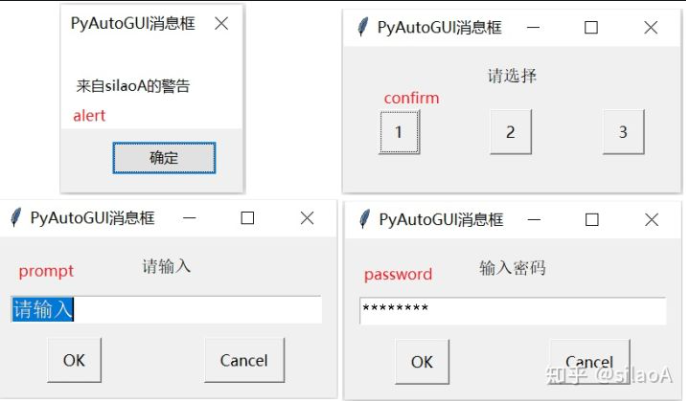 PyAutoGUI消息框
来自silaoA的警告
alert
确定
PyAutoGUI消息框
请选择
confirm
1 2 3
PyAutoGUI消息框
请输入
prompt
请输入
OK Cancel
PyAutoGUI消息框
输入密码
password
********
OK Cancel
知乎 @silaoA